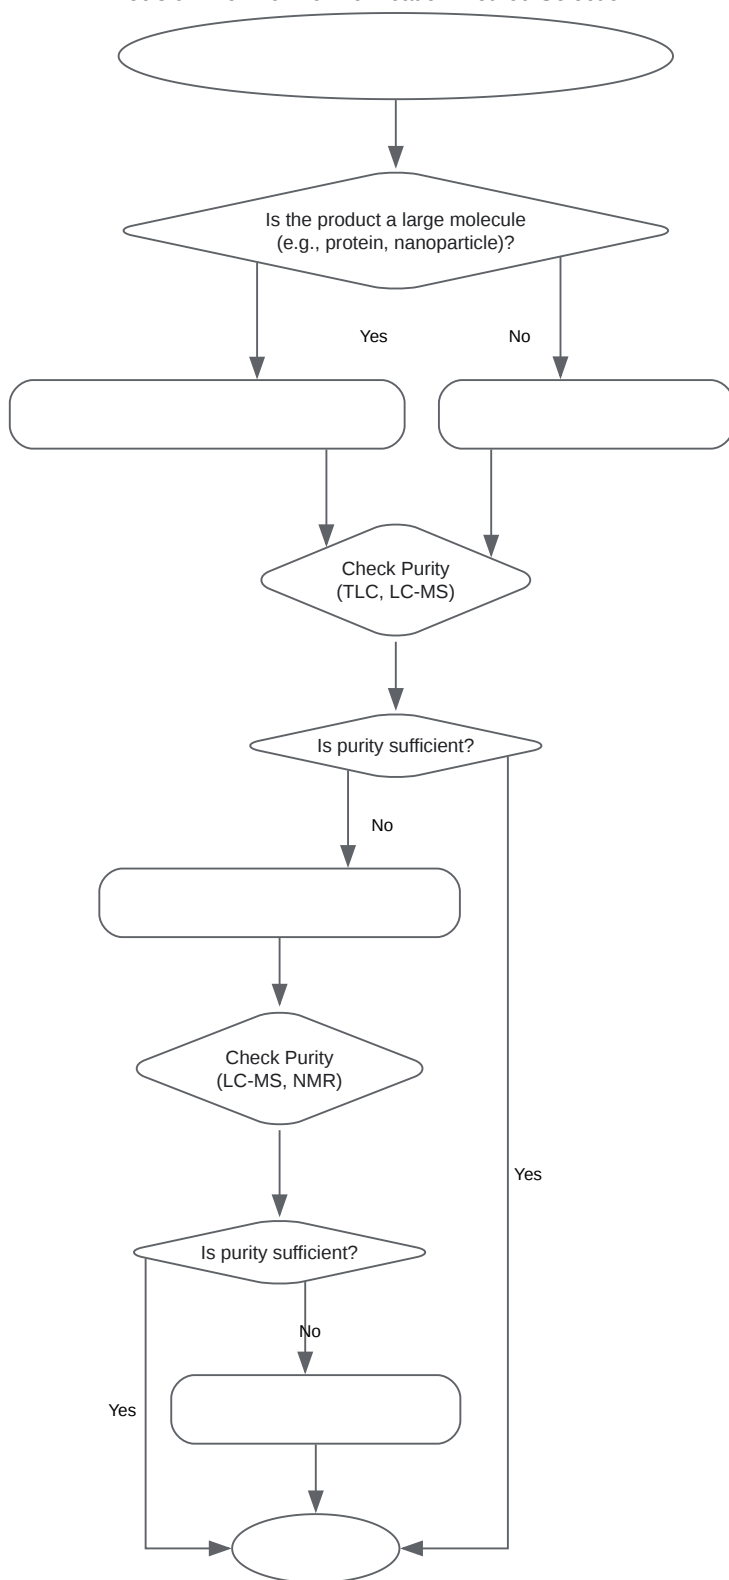 Is the product a large molecule
(e.g., protein, nanoparticle)?
Yes
No
Check Purity
(TLC, LC-MS)
Is purity sufficient?
No
Check Purity
(LC-MS, NMR)
Yes
Is purity sufficient?
No
Yes